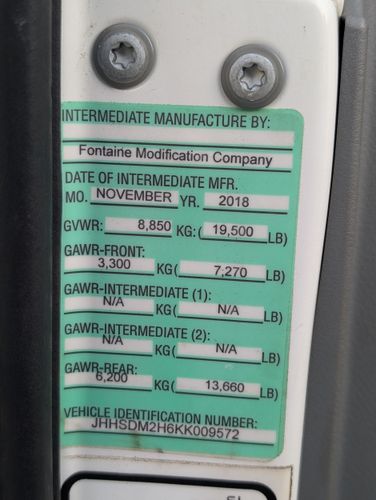 INTERMEDIATE MANUFACTURE BY:
Fontaine Modification Company
DATE OF INTERMEDIATE MFR.
MO. NOVEMBER YR. 2018
GVWR: 8,850 KG: ( 19,500 LB)
GAWR-FRONT:
3,300 KG ( 7,270 LB)
GAWR-INTERMEDIATE (1):
N/A KG ( N/A LB)
GAWR-INTERMEDIATE (2):
N/A KG ( N/A LB)
GAWR-REAR:
6,200 KG ( 13,660 LB)
VEHICLE IDENTIFICATION NUMBER:
JHHSDM2H6KK009572